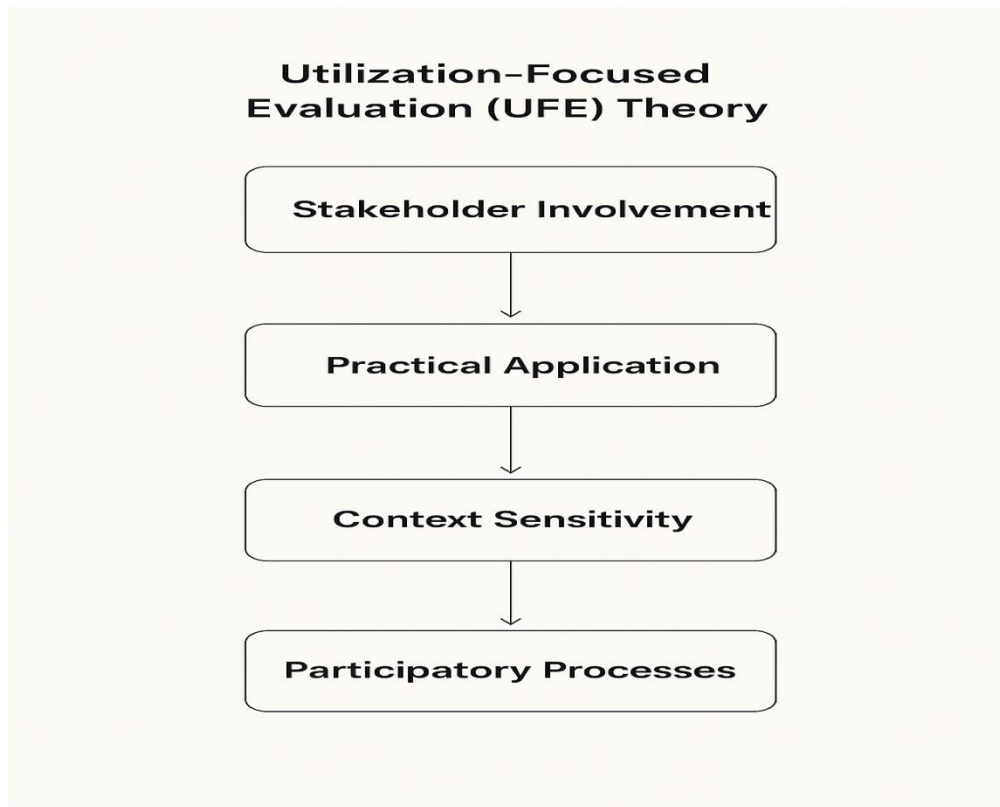 Utilization-Focused
Evaluation (UFE) Theory
Stakeholder Involvement
Practical Application
Context Sensitivity
Participatory Processes